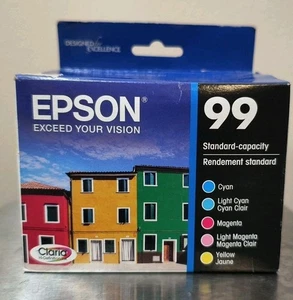 DESIGNED FOR
EXCELLENCE
EPSON®
EXCEED YOUR VISION
99
Standard-capacity
Rendement standard
Cyan
Light Cyan
Cyan Clair
Magenta
Light Magenta
Magenta Clair
Yellow
Jaune
Claria